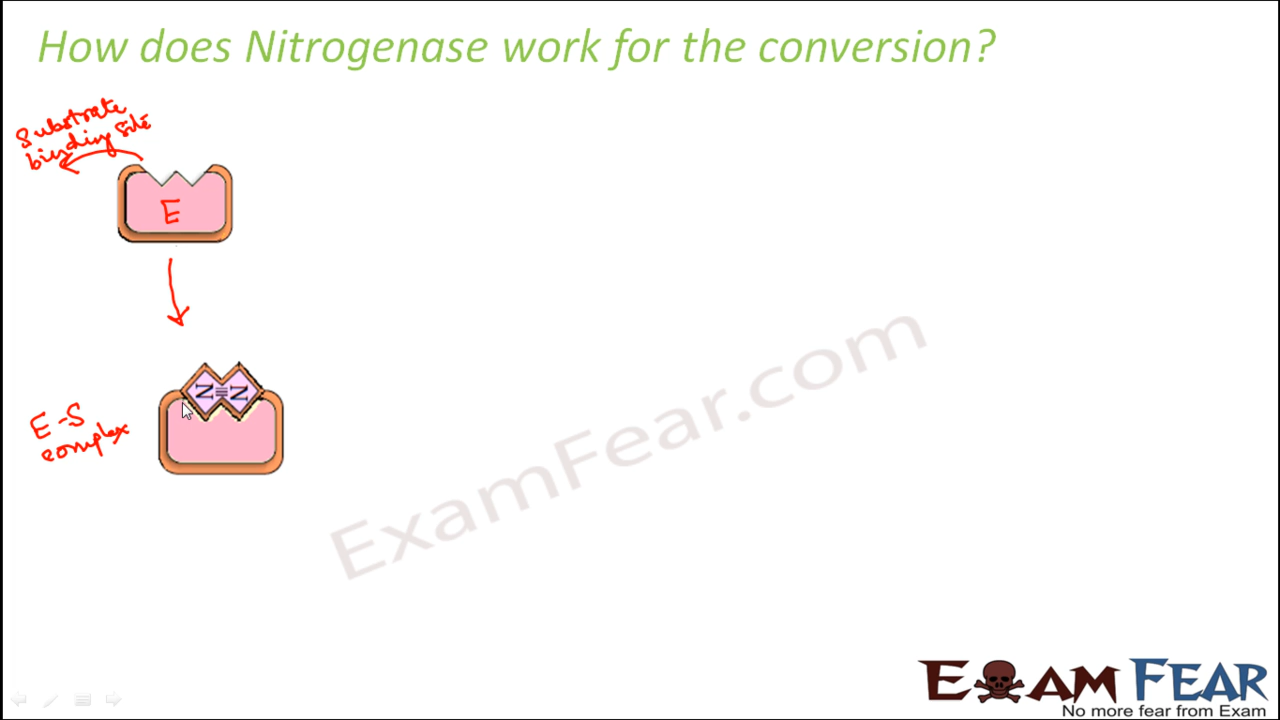 How does Nitrogenase work for the conversion?
Substrate
binding site
E
N≡N
E-S
complex
ExamFear.com
EXAM FEAR
No more fear from Exam